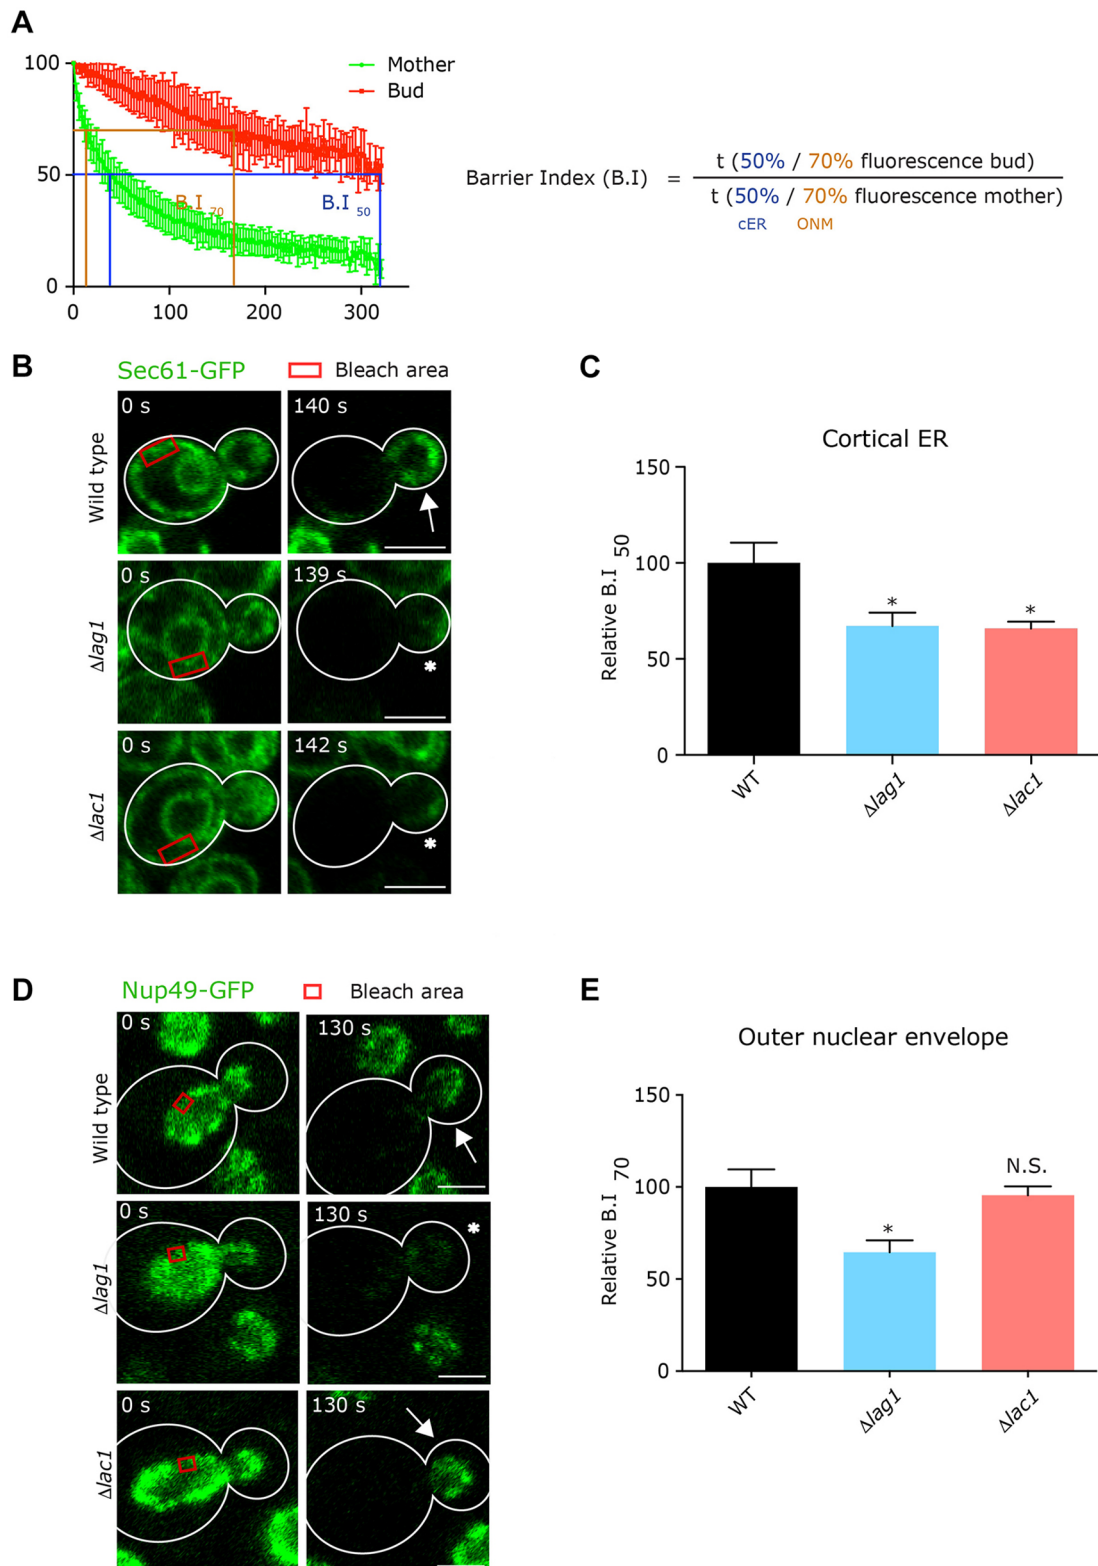 A
100
50
0
0
100
200
300
Mother
Bud
B.I 70
B.I 50
Barrier Index (B.I) = t (50% / 70% fluorescence bud)
t (50% / 70% fluorescence mother)
cER ONM
B
Sec61-GFP
Bleach area
Wild type
0 s
140 s
Δlag1
0 s
139 s
*
Δlac1
0 s
142 s
*
C
Cortical ER
Relative B.I 50
150
100
50
0
*
*
WT
Δlag1
Δlac1
D
Nup49-GFP
Bleach area
Wild type
0 s
130 s
Δlag1
0 s
130 s
*
Δlac1
0 s
130 s
E
Outer nuclear envelope
Relative B.I 70
150
100
50
0
*
N.S.
WT
Δlag1
Δlac1